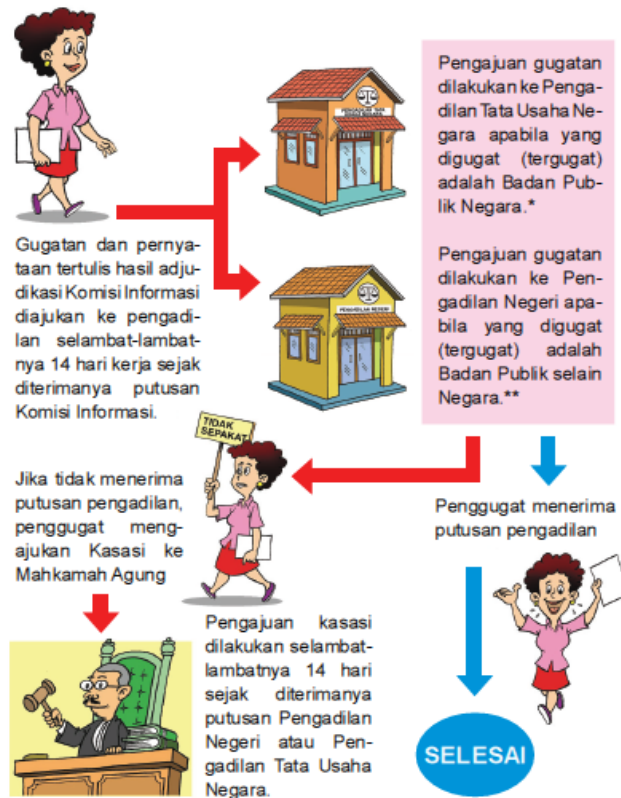 PENGADILAN TATA
USAHA NEGARA
Pengajuan gugatan
dilakukan ke Penga-
dilan Tata Usaha Ne-
gara apabila yang
digugat (tergugat)
adalah Badan Pub-
lik Negara.*
Pengajuan gugatan
dilakukan ke Pen-
gadilan Negeri apa-
bila yang digugat
(tergugat) adalah
Badan Publik selain
Negara.**
Gugatan dan pernya-
taan tertulis hasil adju-
dikasi Komisi Informasi
diajukan ke pengadi-
lan selambat-lambat-
nya 14 hari kerja sejak
diterimanya putusan
Komisi Informasi.
PENGADILAN NEGERI
TIDAK
SEPAKAT
Jika tidak menerima
putusan pengadilan,
penggugat meng-
ajukan Kasasi ke
Mahkamah Agung
Penggugat menerima
putusan pengadilan
Pengajuan kasasi
dilakukan selambat-
lambatnya 14 hari
sejak diterimanya
putusan Pengadilan
Negeri atau Pen-
gadilan Tata Usaha
Negara.
SELESAI